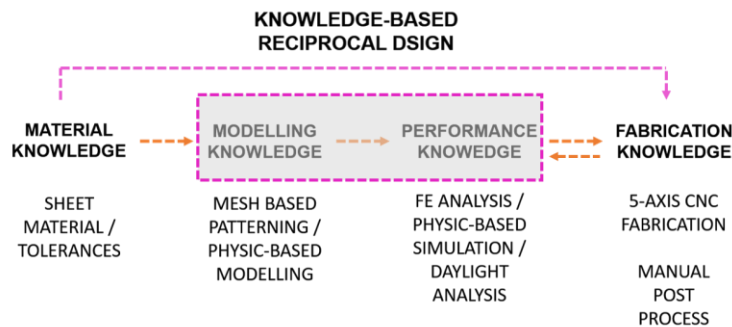 KNOWLEDGE-BASED
RECIPROCAL DSIGN
MATERIAL
KNOWLEDGE
MODELLING
KNOWLEDGE
PERFORMANCE
KNOWEDGE
FABRICATION
KNOWLEDGE
SHEET
MATERIAL /
TOLERANCES
MESH BASED
PATTERNING /
PHYSIC-BASED
MODELLING
FE ANALYSIS /
PHYSIC-BASED
SIMULATION /
DAYLIGHT
ANALYSIS
5-AXIS CNC
FABRICATION
MANUAL
POST
PROCESS